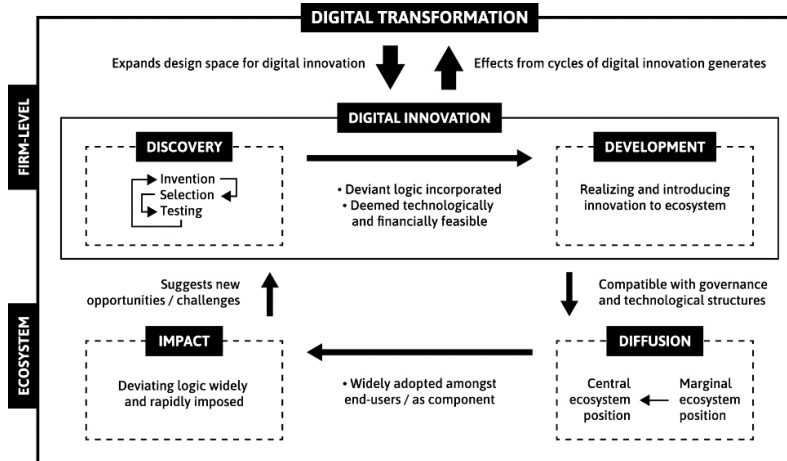 DIGITAL TRANSFORMATION
Expands design space for digital innovation
Effects from cycles of digital innovation generates
FIRM-LEVEL
DIGITAL INNOVATION
DISCOVERY
Invention
Selection
Testing
• Deviant logic incorporated
• Deemed technologically
and financially feasible
DEVELOPMENT
Realizing and introducing
innovation to ecosystem
Suggests new
opportunities / challenges
Compatible with governance
and technological structures
ECOSYSTEM
IMPACT
Deviating logic widely
and rapidly imposed
• Widely adopted amongst
end-users / as component
DIFFUSION
Central
ecosystem
position
Marginal
ecosystem
position